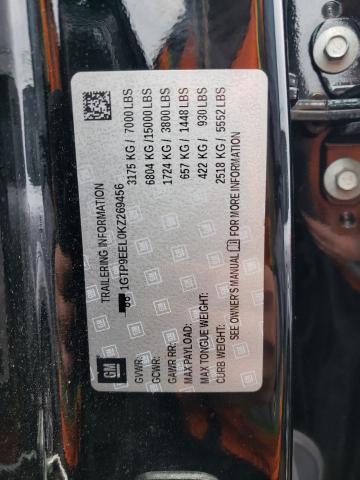 TRAILERING INFORMATION
1GTP9EEL0KZ269456
GM
GVWR: 3175 KG / 7000 LBS
GCWR: 6804 KG / 15000 LBS
GAWR RR: 1724 KG / 3800 LBS
MAX PAYLOAD: 657 KG / 1448 LBS
MAX TONGUE WEIGHT: 422 KG / 930 LBS
CURB WEIGHT: 2518 KG / 5552 LBS
SEE OWNER'S MANUAL FOR MORE INFORMATION